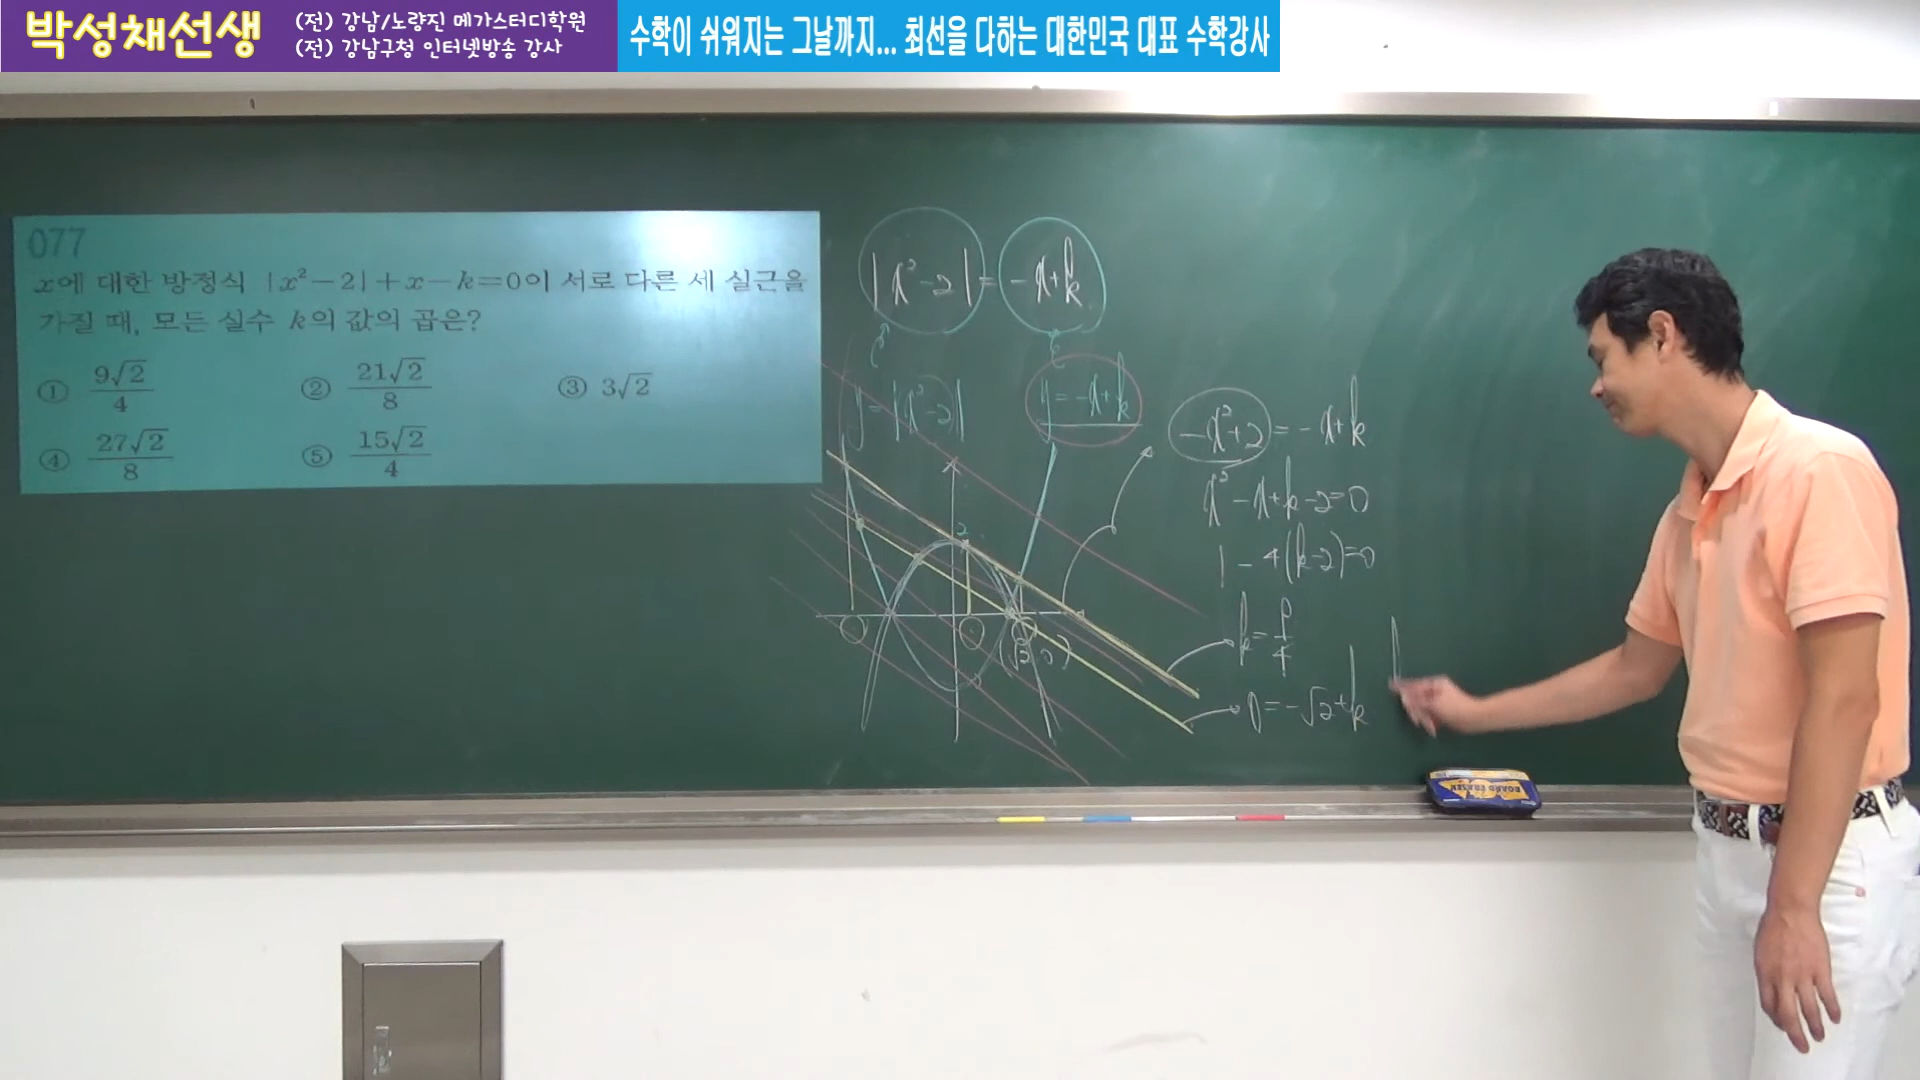 박성채선생
(전) 강남/노량진 메가스터디학원
(전) 강남구청 인터넷방송 강사
수학이 쉬워지는 그날까지... 최선을 다하는 대한민국 대표 수학강사
077
x에 대한 방정식 |x²-2|+x-k=0이 서로 다른 세 실근을
가질 때, 모든 실수 k의 값의 곱은?
① 9√2/4 ② 21√2/8 ③ 3√2
④ 27√2/8 ⑤ 15√2/4
|x²-2| = -x+k
y=|x²-2| y=-x+k
2
(√2, 0)
-x²+2 = -x+k
x²-x+k-2=0
1-4(k-2)=0
k=9/4
0=-√2+k
BOARD ERASER